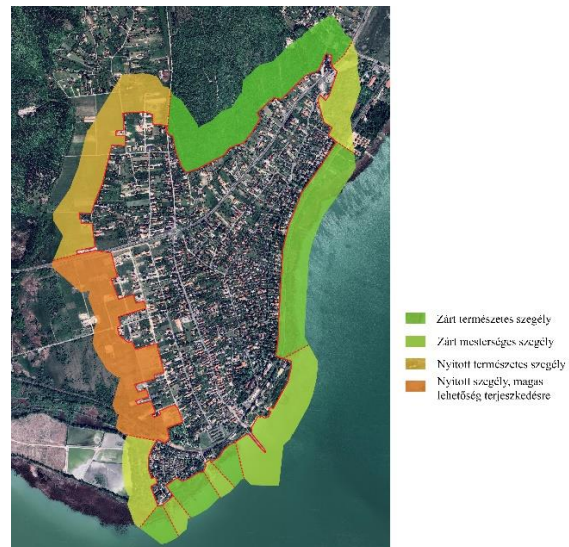 Zárt természetes szegély
Zárt mesterséges szegély
Nyitott természetes szegély
Nyitott szegély, magas
lehetőség terjeszkedésre